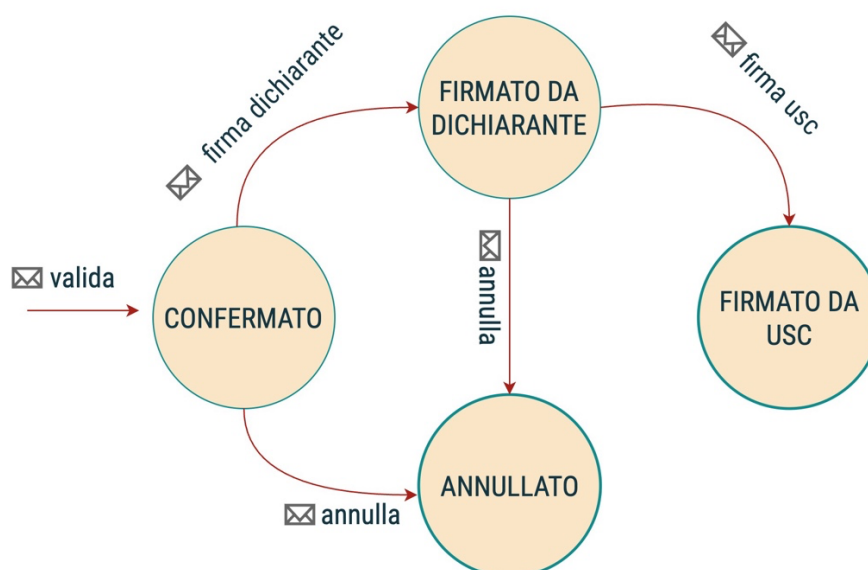 firma dichiarante
FIRMATO DA
DICHIARANTE
firma usc
valida
CONFERMATO
annulla
FIRMATO DA
USC
ANNULLATO
annulla